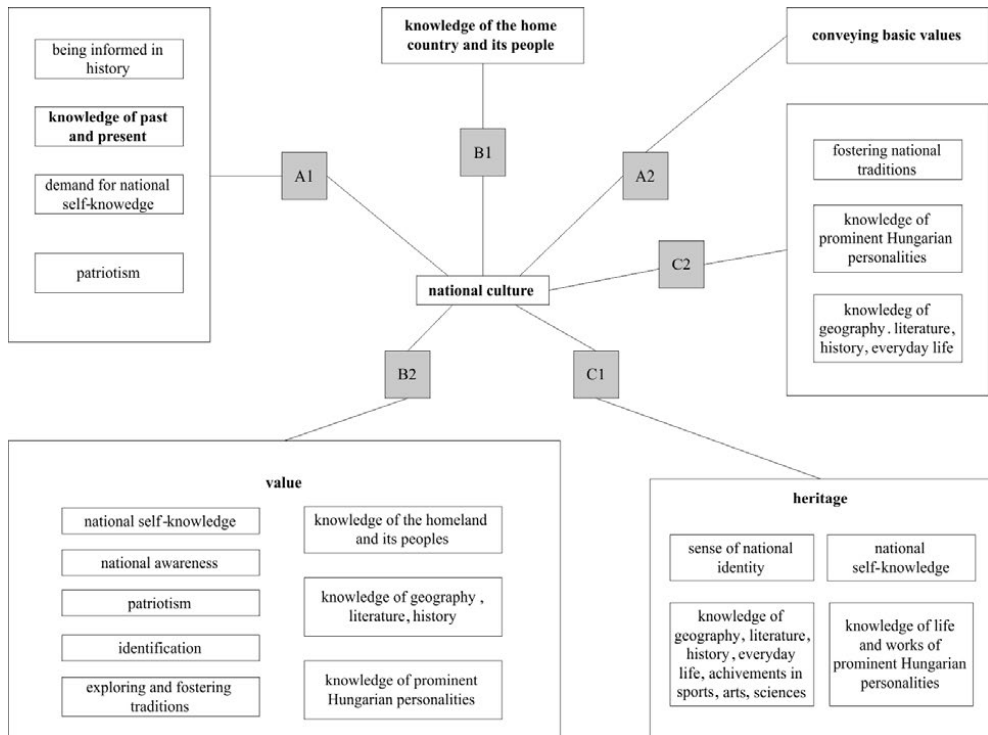 being informed in
history
knowledge of past
and present
demand for national
self-knowedge
patriotism
A1
knowledge of the home
country and its people
B1
conveying basic values
A2
fostering national
traditions
knowledge of
prominent Hungarian
personalities
knowledeg of
geography. literature,
history, everyday life
C2
national culture
B2
C1
value
national self-knowledge
national awareness
patriotism
identification
exploring and fostering
traditions
knowledge of the homeland
and its peoples
knowledge of geography ,
literature, history
knowledge of prominent
Hungarian personalities
heritage
sense of national
identity
national
self-knowledge
knowledge of
geography, literature,
history, everyday
life, achivements in
sports, arts, sciences
knowledge of life
and works of
prominent Hungarian
personalities